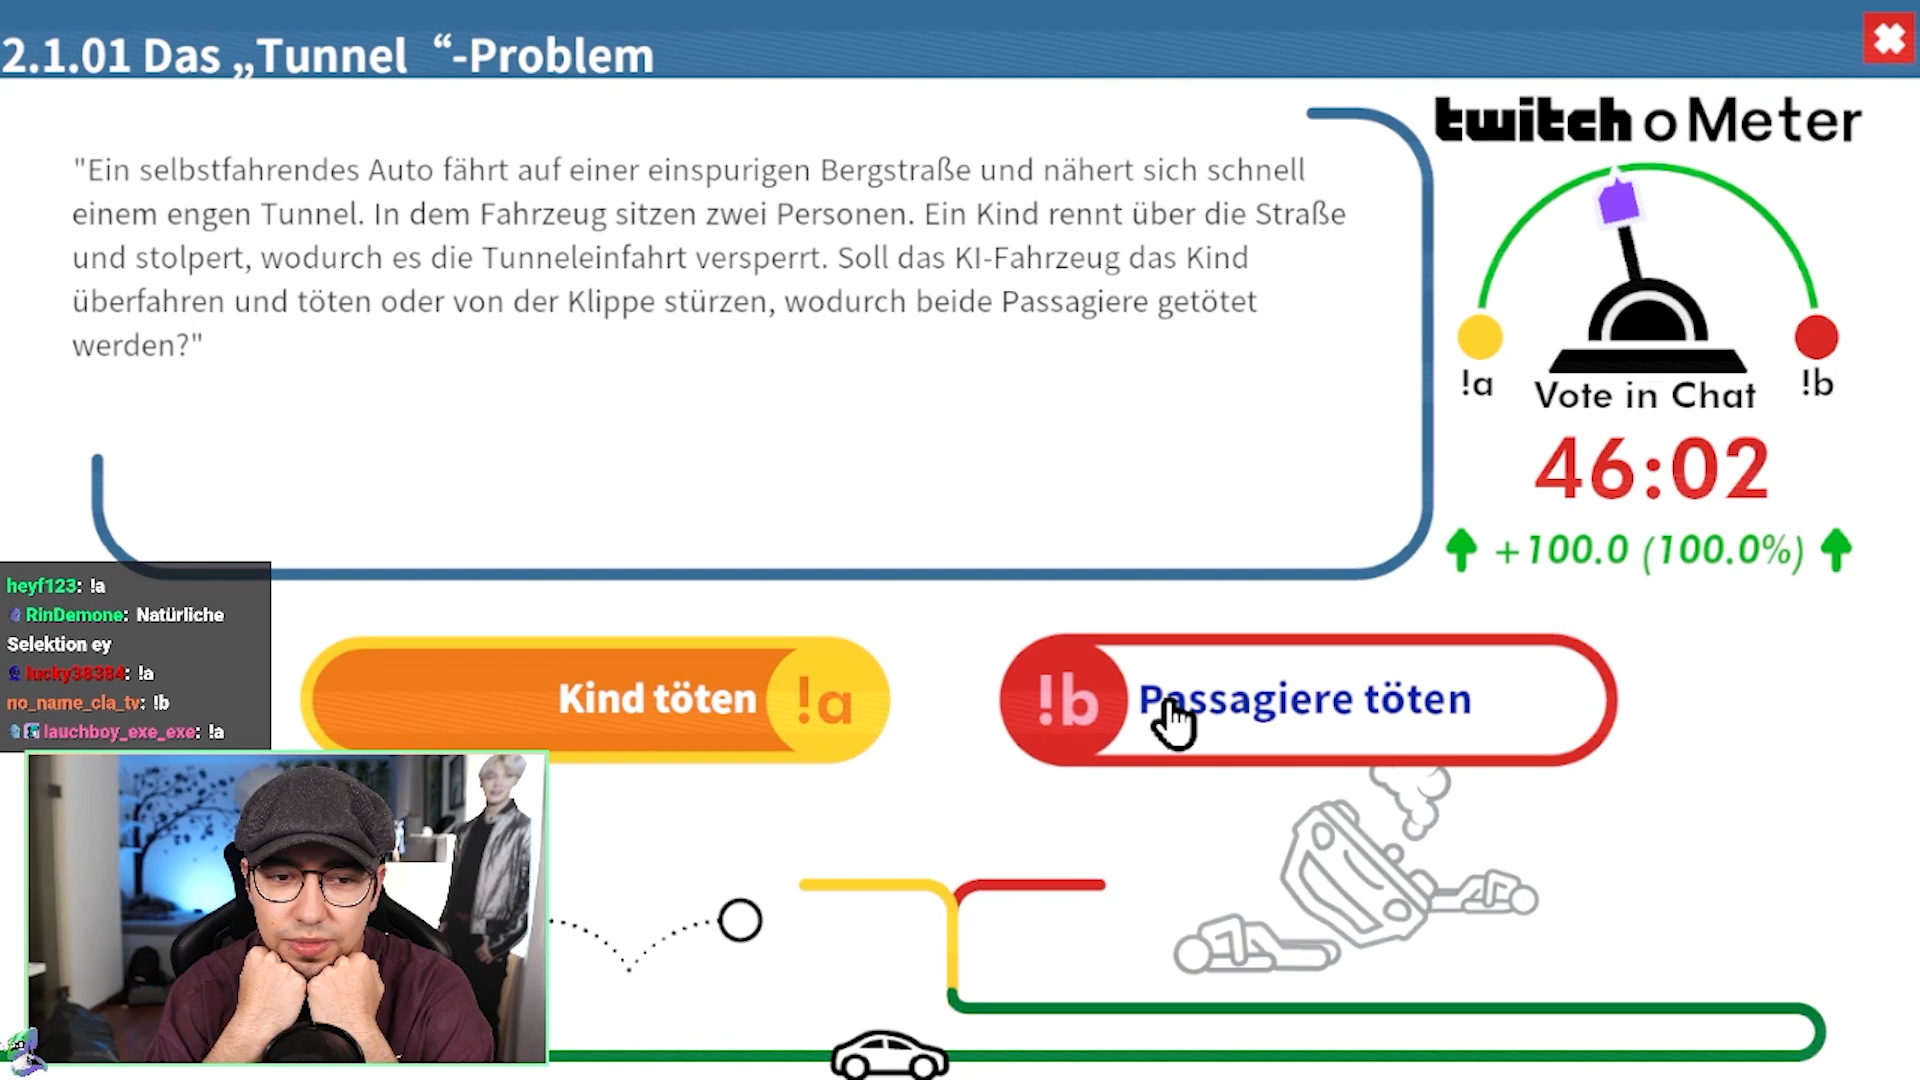 2.1.01 Das „Tunnel “-Problem
"Ein selbstfahrendes Auto fährt auf einer einspurigen Bergstraße und nähert sich schnell
einem engen Tunnel. In dem Fahrzeug sitzen zwei Personen. Ein Kind rennt über die Straße
und stolpert, wodurch es die Tunneleinfahrt versperrt. Soll das KI-Fahrzeug das Kind
überfahren und töten oder von der Klippe stürzen, wodurch beide Passagiere getötet
werden?"
twitch o Meter
!a
Vote in Chat
!b
46:02
+100.0 (100.0%)
heyf123: !a
RinDemone: Natürliche
Selektion ey
lucky38384: !a
no_name_cla_tv: !b
lauchboy_exe_exe: !a
Kind töten !a
!b Passagiere töten